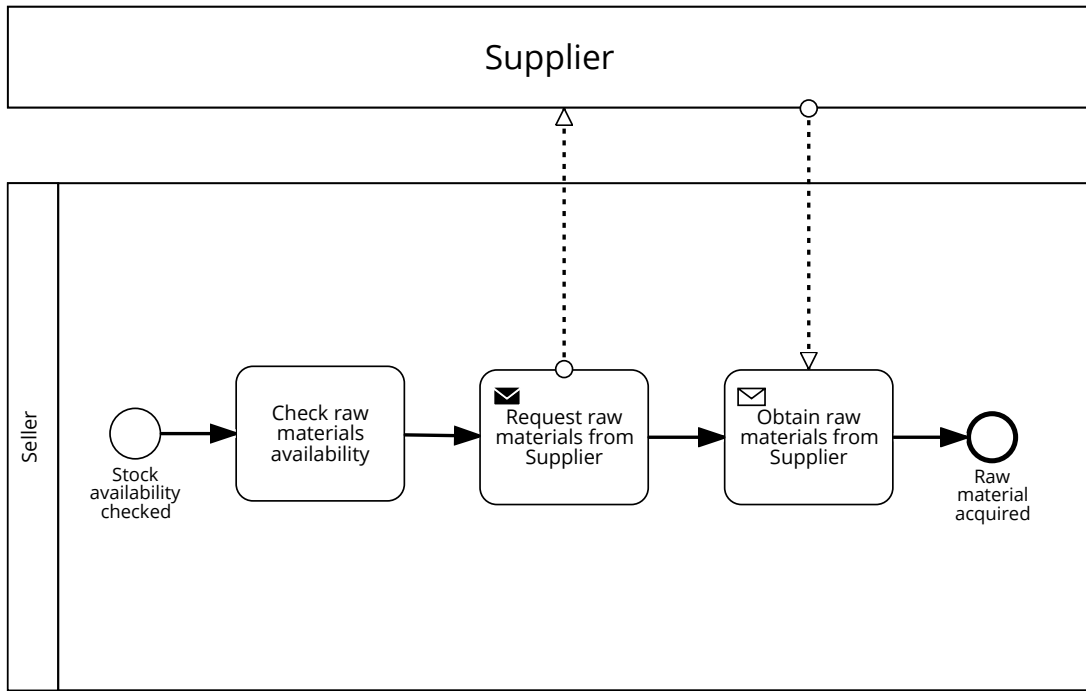 Supplier
Seller
Stock
availability
checked
Check raw
materials
availability
Request raw
materials from
Supplier
Obtain raw
materials from
Supplier
Raw
material
acquired